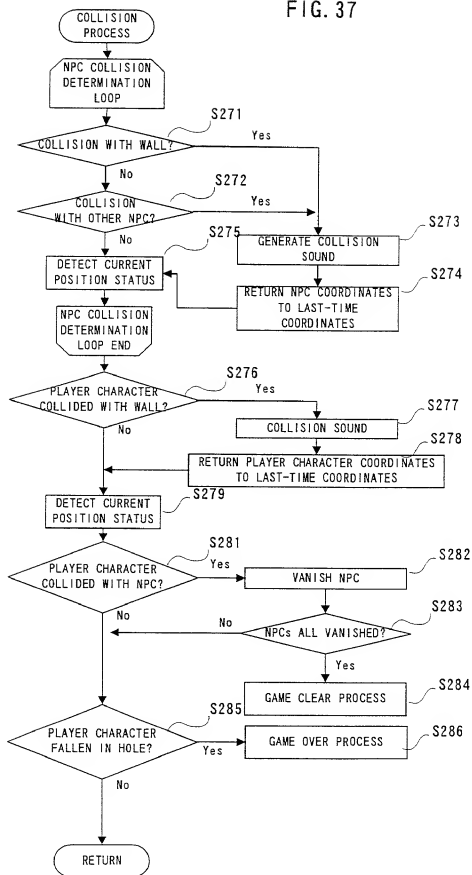 FIG. 37
COLLISION
PROCESS
NPC COLLISION
DETERMINATION
LOOP
S271
COLLISION WITH WALL?
Yes
No
S272
COLLISION
WITH OTHER NPC?
Yes
No
S273
GENERATE COLLISION
SOUND
S275
DETECT CURRENT
POSITION STATUS
S274
RETURN NPC COORDINATES
TO LAST-TIME
COORDINATES
NPC COLLISION
DETERMINATION
LOOP END
S276
PLAYER CHARACTER
COLLIDED WITH WALL?
Yes
No
S277
COLLISION SOUND
S278
RETURN PLAYER CHARACTER COORDINATES
TO LAST-TIME COORDINATES
S279
DETECT CURRENT
POSITION STATUS
S281
PLAYER CHARACTER
COLLIDED WITH NPC?
Yes
No
S282
VANISH NPC
S283
NPCs ALL VANISHED?
No
Yes
S284
GAME CLEAR PROCESS
S285
PLAYER CHARACTER
FALLEN IN HOLE?
Yes
No
S286
GAME OVER PROCESS
RETURN